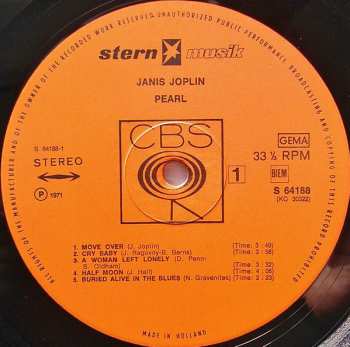 ALL RIGHTS OF THE MANUFACTURER AND OF THE OWNER OF THE RECORDED WORK RESERVED-UNAUTHORIZED PUBLIC PERFORMANCE BROADCASTING AND COPYING OF THIS RECORD PROHIBITED
stern musik
JANIS JOPLIN
PEARL
CBS
S 64188-1
STEREO
GEMA
33 ⅓ RPM
1
BIEM
S 64188
(KC 30322)
P 1971
1 MOVE OVER (J. Joplin) (Time: 3 : 40)
2 CRY BABY (J. Ragavoy-B. Berns) (Time: 3 : 58)
3 A WOMAN LEFT LONELY (D. Penn-
S. Oldham) (Time: 3 : 32)
4 HALF MOON (J. Hall) (Time: 4 : 05)
5 BURIED ALIVE IN THE BLUES (N. Gravenites) (Time: 2 : 23)
MADE IN HOLLAND